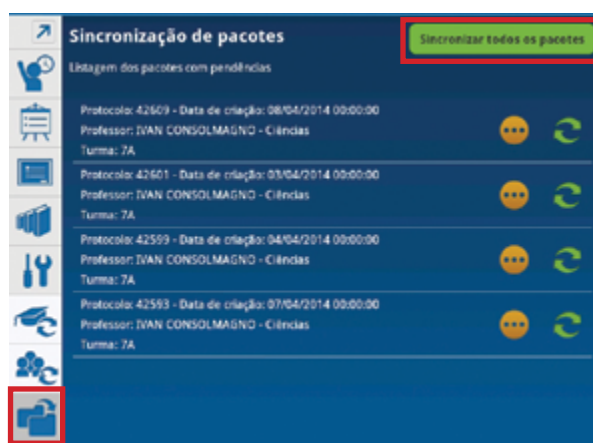 Sincronização de pacotes
Sincronizar todos os pacotes
Listagem dos pacotes com pendências
Protocolo: 42609 - Data de criação: 08/04/2014 00:00:00
Professor: IVAN CONSOLMAGNO - Ciências
Turma: 7A
Protocolo: 42601 - Data de criação: 03/04/2014 00:00:00
Professor: IVAN CONSOLMAGNO - Ciências
Turma: 7A
Protocolo: 42599 - Data de criação: 04/04/2014 00:00:00
Professor: IVAN CONSOLMAGNO - Ciências
Turma: 7A
Protocolo: 42593 - Data de criação: 07/04/2014 00:00:00
Professor: IVAN CONSOLMAGNO - Ciências
Turma: 7A